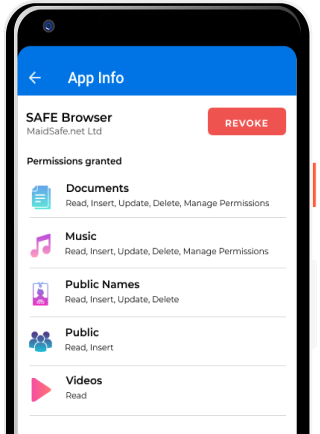 App Info
SAFE Browser
MaidSafe.net Ltd
REVOKE
Permissions granted
Documents
Read, Insert, Update, Delete, Manage Permissions
Music
Read, Insert, Update, Delete, Manage Permissions
Public Names
Read, Insert, Update, Delete
Public
Read, Insert
Videos
Read